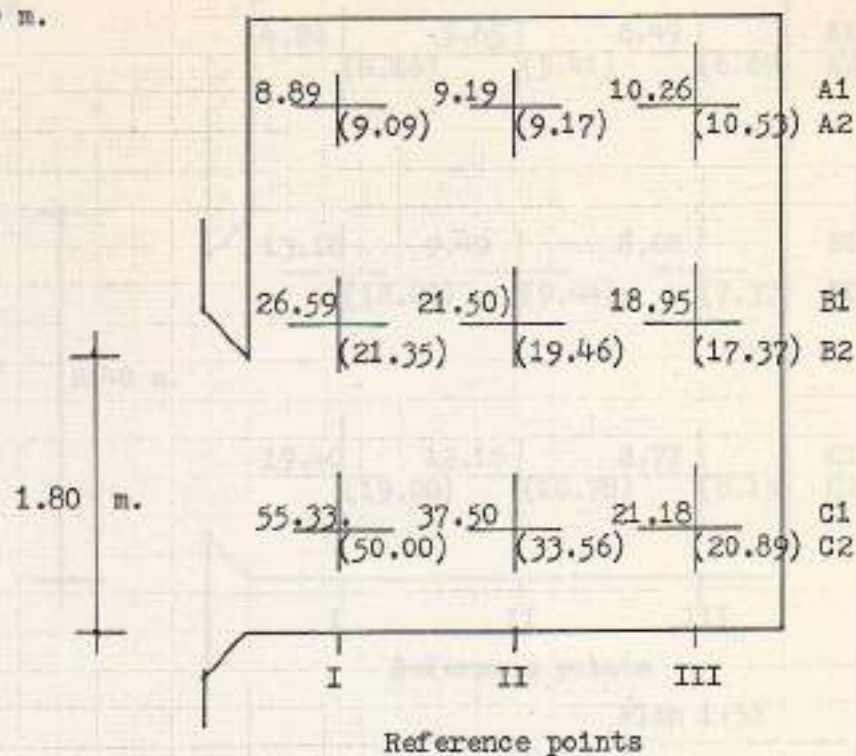 m.
8.89 9.19 10.26 A1
(9.09) (9.17) (10.53) A2
26.59 21.50) 18.95 B1
(21.35) (19.46) (17.37) B2
1.80 m.
55.33. 37.50 21.18 C1
(50.00) (33.56) (20.89) C2
I II III
Reference points